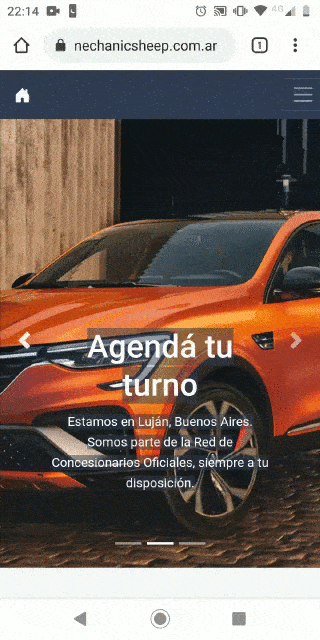 22:14
4G
nechanicsheep.com.ar
1
Agendá tu
turno
Estamos en Luján, Buenos Aires.
Somos parte de la Red de
Concesionarios Oficiales, siempre a tu
disposición.